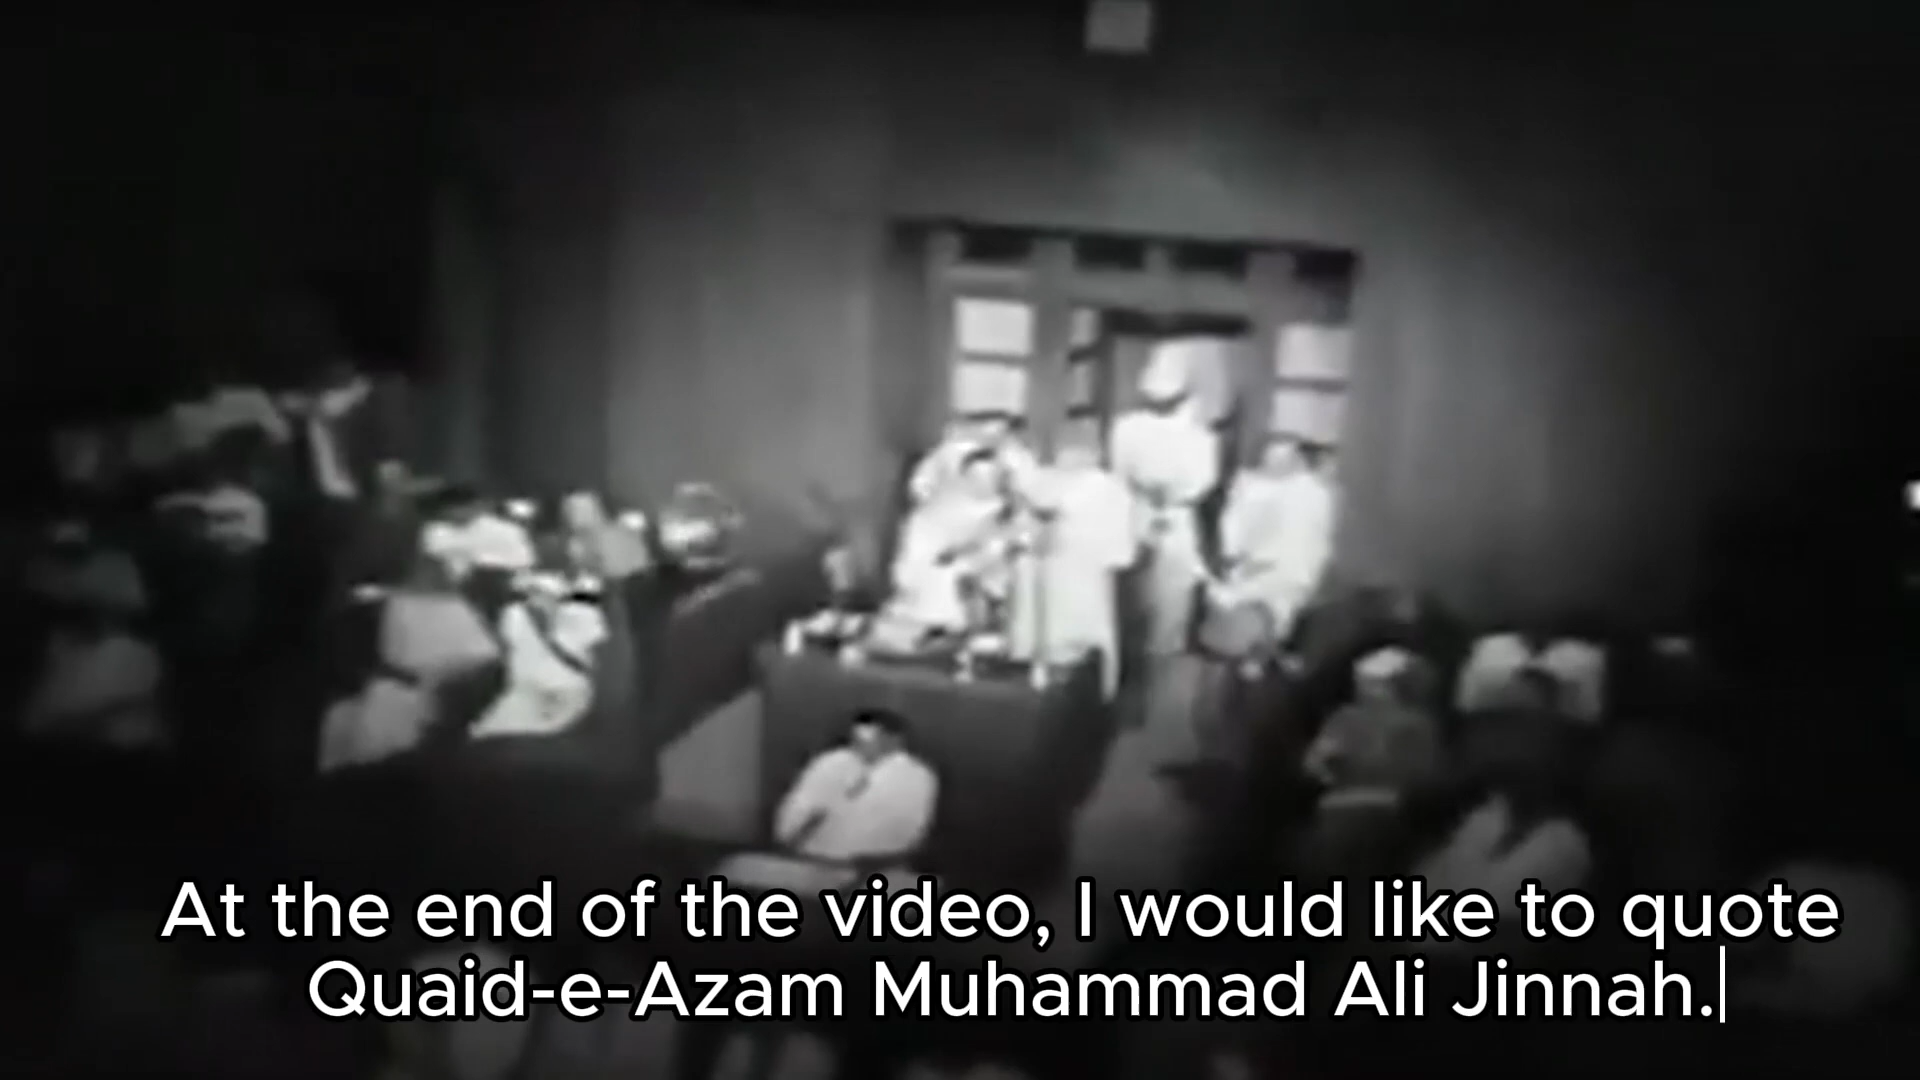 At the end of the video, I would like to quote
Quaid-e-Azam Muhammad Ali Jinnah.